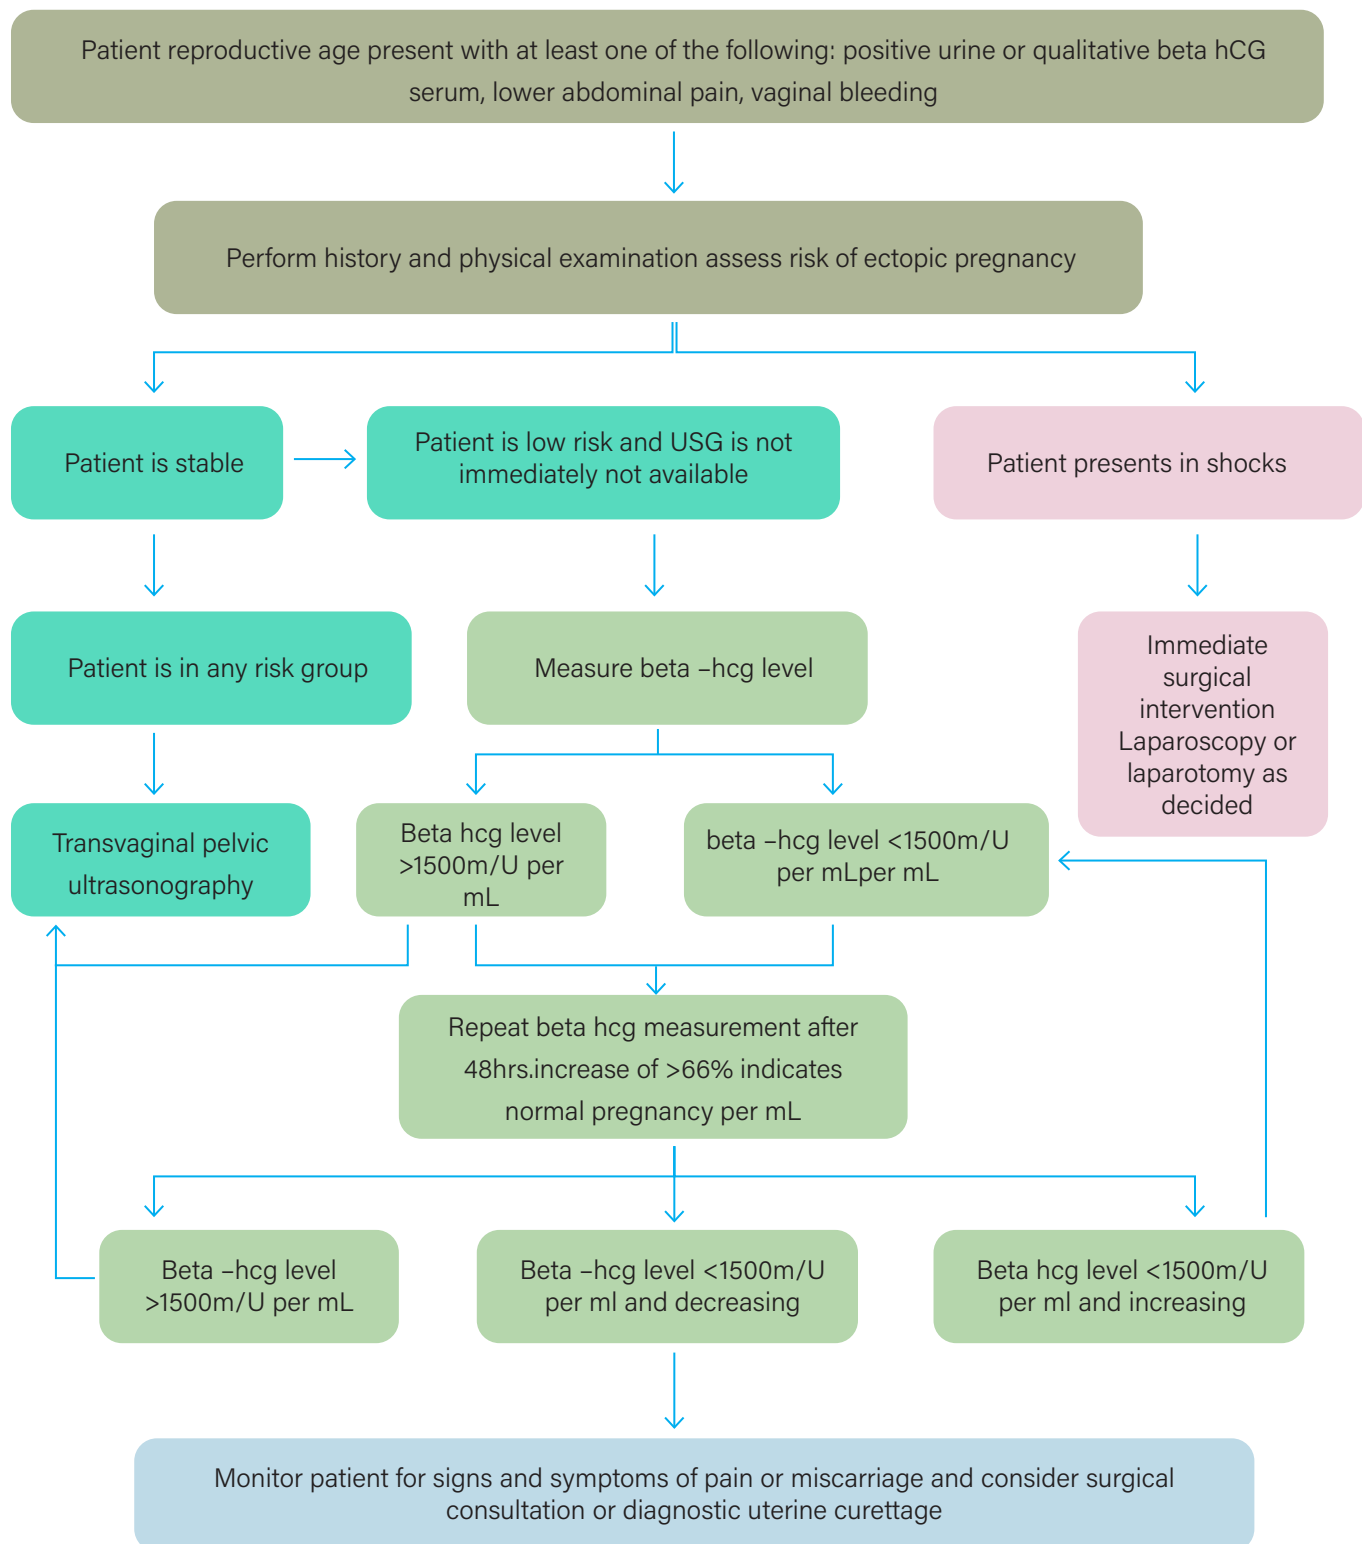 Patient reproductive age present with at least one of the following: positive urine or qualitative beta hCG
serum, lower abdominal pain, vaginal bleeding
Perform history and physical examination assess risk of ectopic pregnancy
Patient is stable
Patient is low risk and USG is not
immediately not available
Patient presents in shocks
Patient is in any risk group
Measure beta –hcg level
Immediate
surgical
intervention
Laparoscopy or
laparotomy as
decided
Transvaginal pelvic
ultrasonography
Beta hcg level
>1500m/U per
mL
beta –hcg level <1500m/U
per mLper mL
Repeat beta hcg measurement after
48hrs.increase of >66% indicates
normal pregnancy per mL
Beta –hcg level
>1500m/U per mL
Beta –hcg level <1500m/U
per ml and decreasing
Beta hcg level <1500m/U
per ml and increasing
Monitor patient for signs and symptoms of pain or miscarriage and consider surgical
consultation or diagnostic uterine curettage